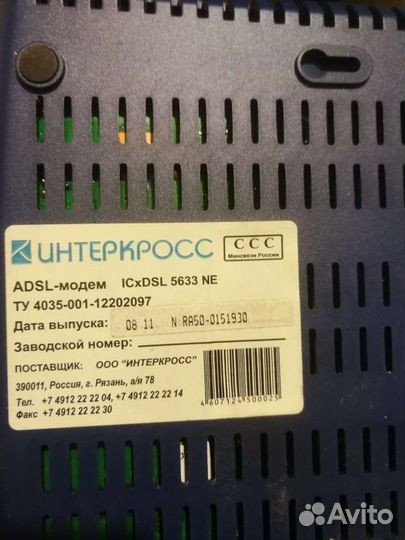 ИНТЕРКРОСС
ССС
Минсвязи России
ADSL-модем ICxDSL 5633 NE
ТУ 4035-001-12202097
Дата выпуска: 08 11 N RA50-0151930
Заводской номер:
ПОСТАВЩИК: ООО "ИНТЕРКРОСС"
390011, Россия, г. Рязань, а/я 78
Тел. +7 4912 22 22 04, +7 4912 22 22 14
Факс +7 4912 22 22 30
4607124500025
Avito